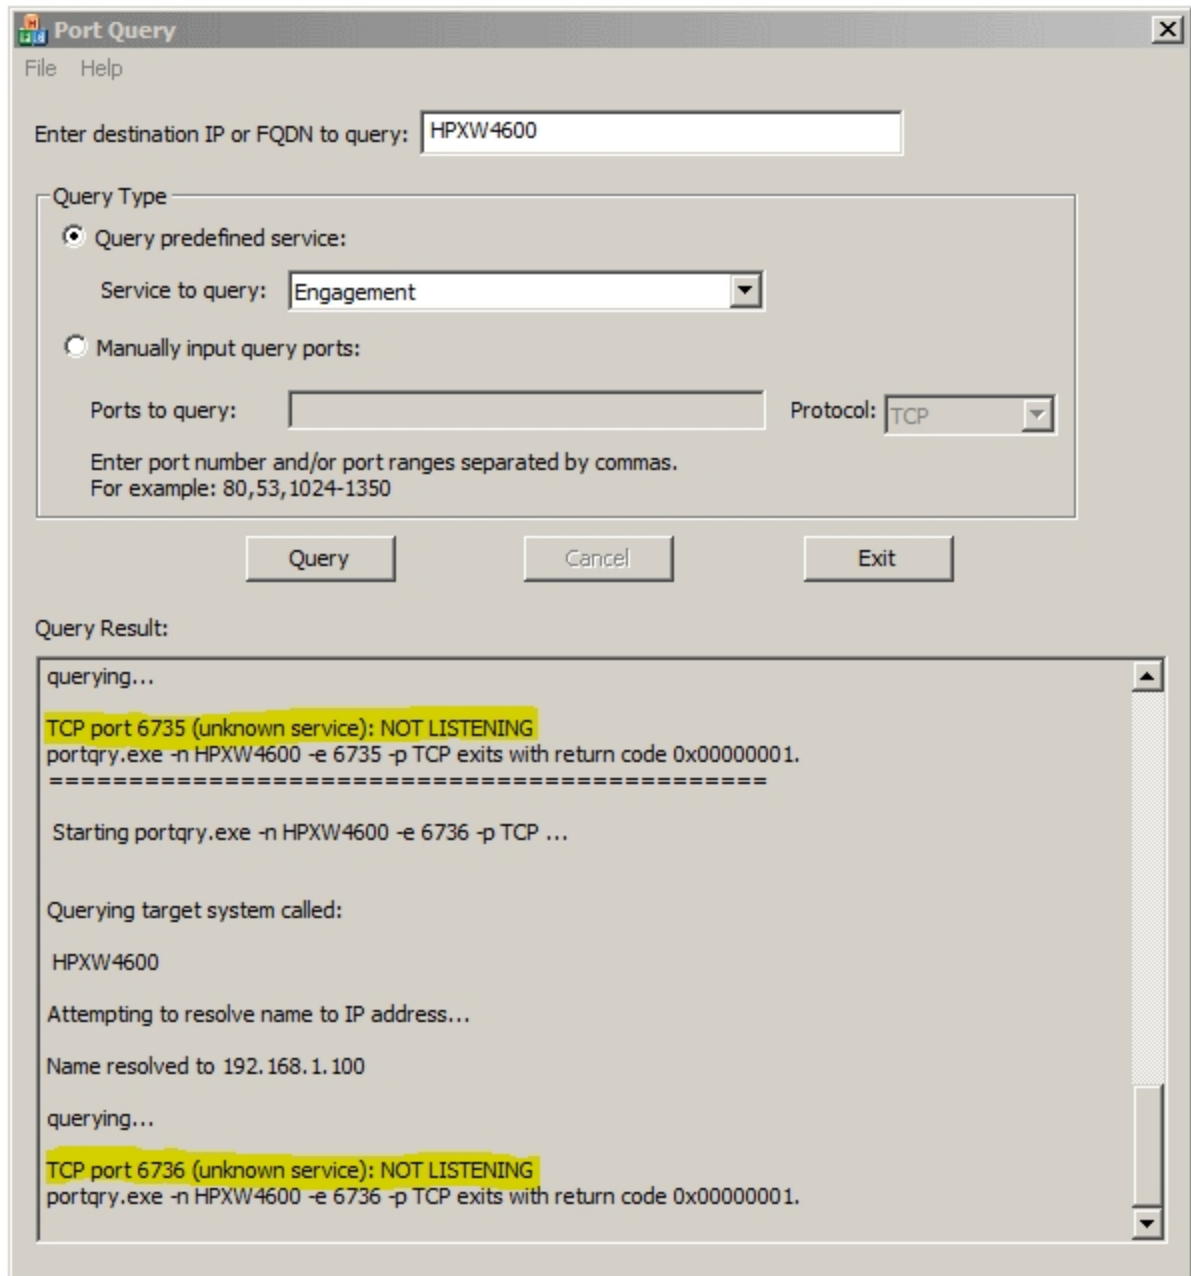 Port Query
File Help
Enter destination IP or FQDN to query: HPXW4600
Query Type
Query predefined service:
Service to query: Engagement
Manually input query ports:
Ports to query:
Protocol: TCP
Enter port number and/or port ranges separated by commas.
For example: 80,53,1024-1350
Query Cancel Exit
Query Result:
querying...
TCP port 6735 (unknown service): NOT LISTENING
portqry.exe -n HPXW4600 -e 6735 -p TCP exits with return code 0x00000001.
=============================================
Starting portqry.exe -n HPXW4600 -e 6736 -p TCP ...
Querying target system called:
HPXW4600
Attempting to resolve name to IP address...
Name resolved to 192.168.1.100
querying...
TCP port 6736 (unknown service): NOT LISTENING
portqry.exe -n HPXW4600 -e 6736 -p TCP exits with return code 0x00000001.